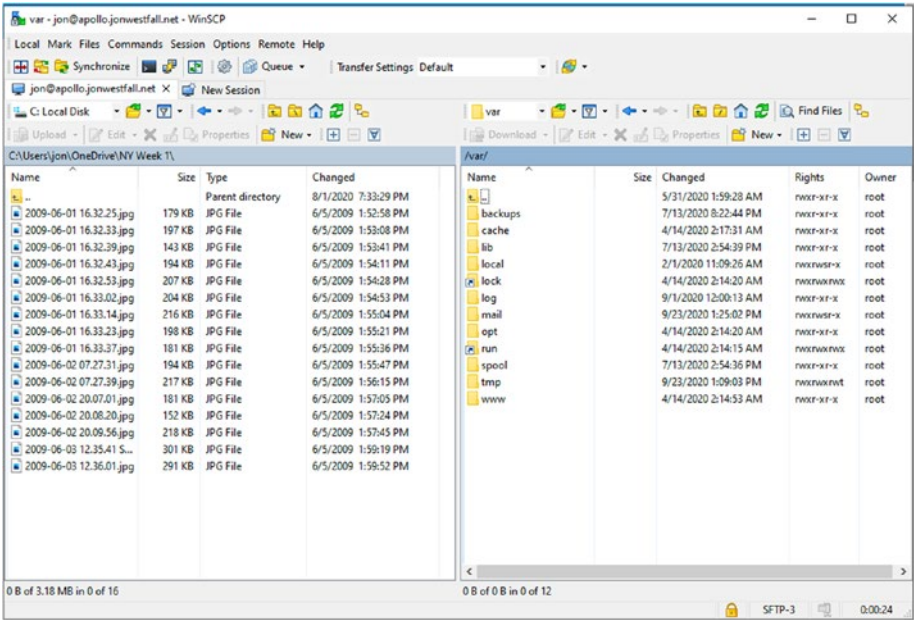 var - jon@apollo.jonwestfall.net - WinSCP
Local Mark Files Commands Session Options Remote Help
Synchronize Queue Transfer Settings Default
jon@apollo.jonwestfall.net × New Session
C: Local Disk
Upload Edit Properties New
C:\Users\jon\OneDrive\NY Week 1\
Name Size Type Changed
.. Parent directory 8/1/2020 7:33:29 PM
2009-06-01 16.32.25.jpg 179 KB JPG File 6/5/2009 1:52:58 PM
2009-06-01 16.32.33.jpg 197 KB JPG File 6/5/2009 1:53:08 PM
2009-06-01 16.32.39.jpg 143 KB JPG File 6/5/2009 1:53:41 PM
2009-06-01 16.32.43.jpg 194 KB JPG File 6/5/2009 1:54:11 PM
2009-06-01 16.32.53.jpg 207 KB JPG File 6/5/2009 1:54:28 PM
2009-06-01 16.33.02.jpg 204 KB JPG File 6/5/2009 1:54:53 PM
2009-06-01 16.33.14.jpg 216 KB JPG File 6/5/2009 1:55:04 PM
2009-06-01 16.33.23.jpg 198 KB JPG File 6/5/2009 1:55:21 PM
2009-06-01 16.33.37.jpg 181 KB JPG File 6/5/2009 1:55:36 PM
2009-06-02 07.27.31.jpg 194 KB JPG File 6/5/2009 1:55:47 PM
2009-06-02 07.27.39.jpg 217 KB JPG File 6/5/2009 1:56:15 PM
2009-06-02 20.07.01.jpg 181 KB JPG File 6/5/2009 1:57:05 PM
2009-06-02 20.08.20.jpg 152 KB JPG File 6/5/2009 1:57:24 PM
2009-06-02 20.09.56.jpg 218 KB JPG File 6/5/2009 1:57:45 PM
2009-06-03 12.35.41 S... 301 KB JPG File 6/5/2009 1:59:19 PM
2009-06-03 12.36.01.jpg 291 KB JPG File 6/5/2009 1:59:52 PM
0 B of 3.18 MB in 0 of 16
var Find Files
Download Edit Properties New
/var/
Name Size Changed Rights Owner
.. 5/31/2020 1:59:28 AM rwxr-xr-x root
backups 7/13/2020 8:22:44 PM rwxr-xr-x root
cache 4/14/2020 2:17:31 AM rwxr-xr-x root
lib 7/13/2020 2:54:39 PM rwxr-xr-x root
local 2/1/2020 11:09:26 AM rwxrwsr-x root
lock 4/14/2020 2:14:20 AM rwxrwxrwx root
log 9/1/2020 12:00:13 AM rwxr-xr-x root
mail 9/23/2020 1:25:02 PM rwxrwsr-x root
opt 4/14/2020 2:14:20 AM rwxr-xr-x root
run 4/14/2020 2:14:15 AM rwxrwxrwx root
spool 7/13/2020 2:54:36 PM rwxr-xr-x root
tmp 9/23/2020 1:09:03 PM rwxrwxrwt root
www 4/14/2020 2:14:53 AM rwxr-xr-x root
0 B of 0 B in 0 of 12
SFTP-3 0:00:24